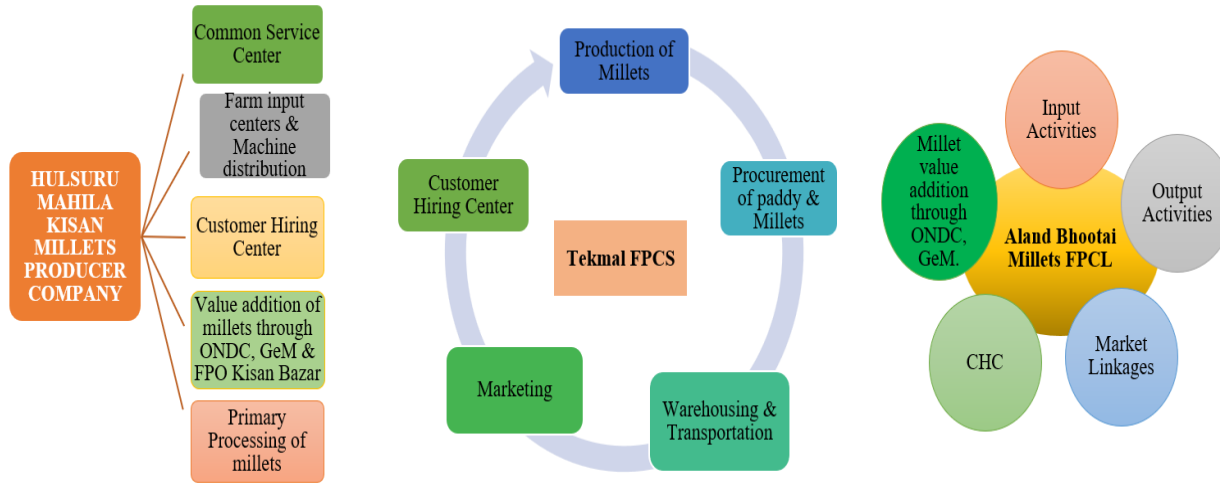 HULSURU
MAHILA
KISAN
MILLETS
PRODUCER
COMPANY
Common Service
Center
Farm input
centers &
Machine
distribution
Customer Hiring
Center
Value addition of
millets through
ONDC, GeM &
FPO Kisan Bazar
Primary
Processing of
millets
Production of
Millets
Procurement
of paddy &
Millets
Warehousing &
Transportation
Marketing
Customer
Hiring Center
Tekmal FPCS
Input
Activities
Output
Activities
Market
Linkages
CHC
Millet
value
addition
through
ONDC,
GeM.
Aland Bhootai
Millets FPCL